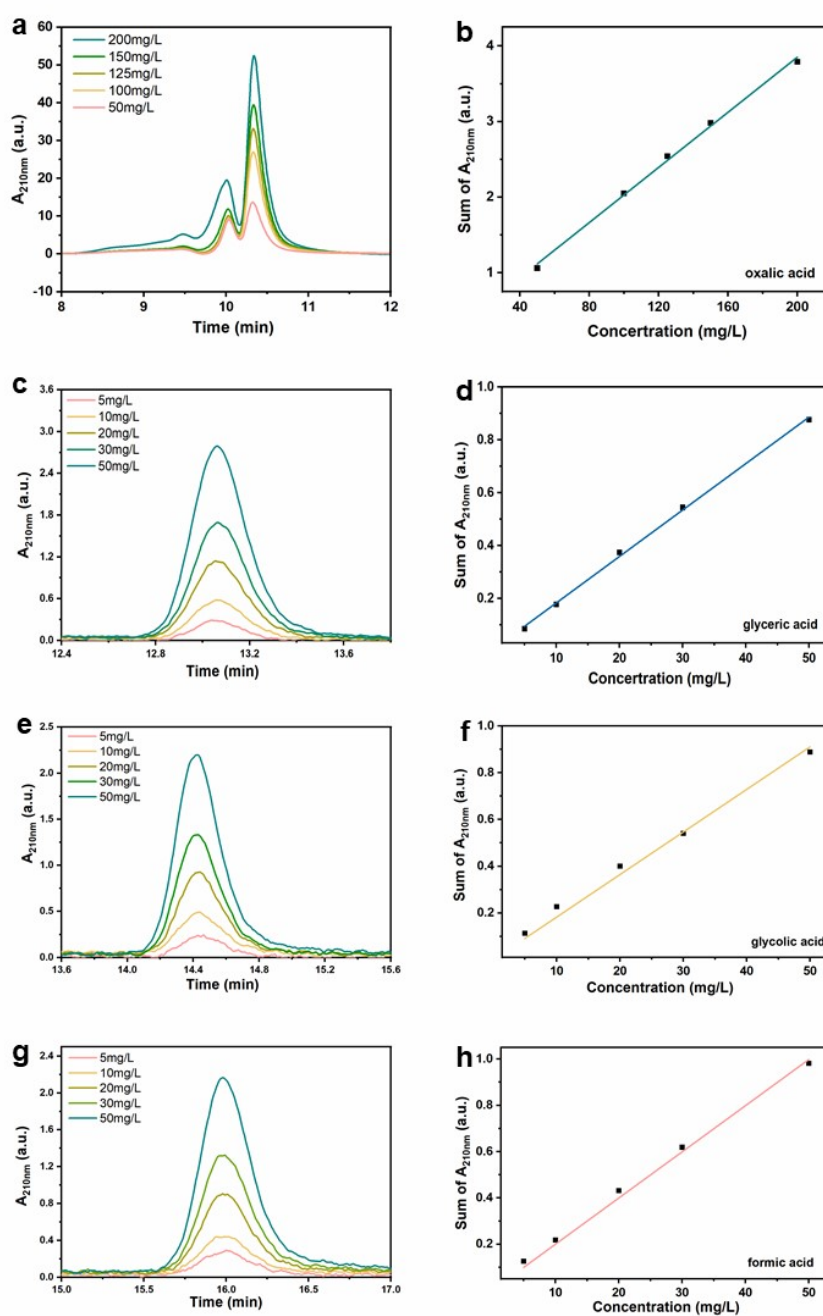 a
200mg/L
150mg/L
125mg/L
100mg/L
50mg/L
A210nm (a.u.)
60
50
40
30
20
10
0
-10
8
9
10
11
12
Time (min)
b
Sum of A210nm (a.u.)
4
3
2
1
oxalic acid
40
80
120
160
200
Concertration (mg/L)
c
5mg/L
10mg/L
20mg/L
30mg/L
50mg/L
A210nm (a.u.)
3.6
3.0
2.4
1.8
1.2
0.6
0.0
12.4
12.8
13.2
13.6
Time (min)
d
Sum of A210nm (a.u.)
1.0
0.8
0.6
0.4
0.2
glyceric acid
10
20
30
40
50
Concertration (mg/L)
e
5mg/L
10mg/L
20mg/L
30mg/L
50mg/L
A210nm (a.u.)
2.5
2.0
1.5
1.0
0.5
0.0
13.6
14.0
14.4
14.8
15.2
15.6
Time (min)
f
Sum of A210nm (a.u.)
1.0
0.8
0.6
0.4
0.2
glycolic acid
10
20
30
40
50
Concentration (mg/L)
g
5mg/L
10mg/L
20mg/L
30mg/L
50mg/L
A210nm (a.u.)
2.4
2.0
1.6
1.2
0.8
0.4
0.0
15.0
15.5
16.0
16.5
17.0
Time (min)
h
Sum of A210nm (a.u.)
1.0
0.8
0.6
0.4
0.2
formic acid
10
20
30
40
50
Concentration (mg/L)